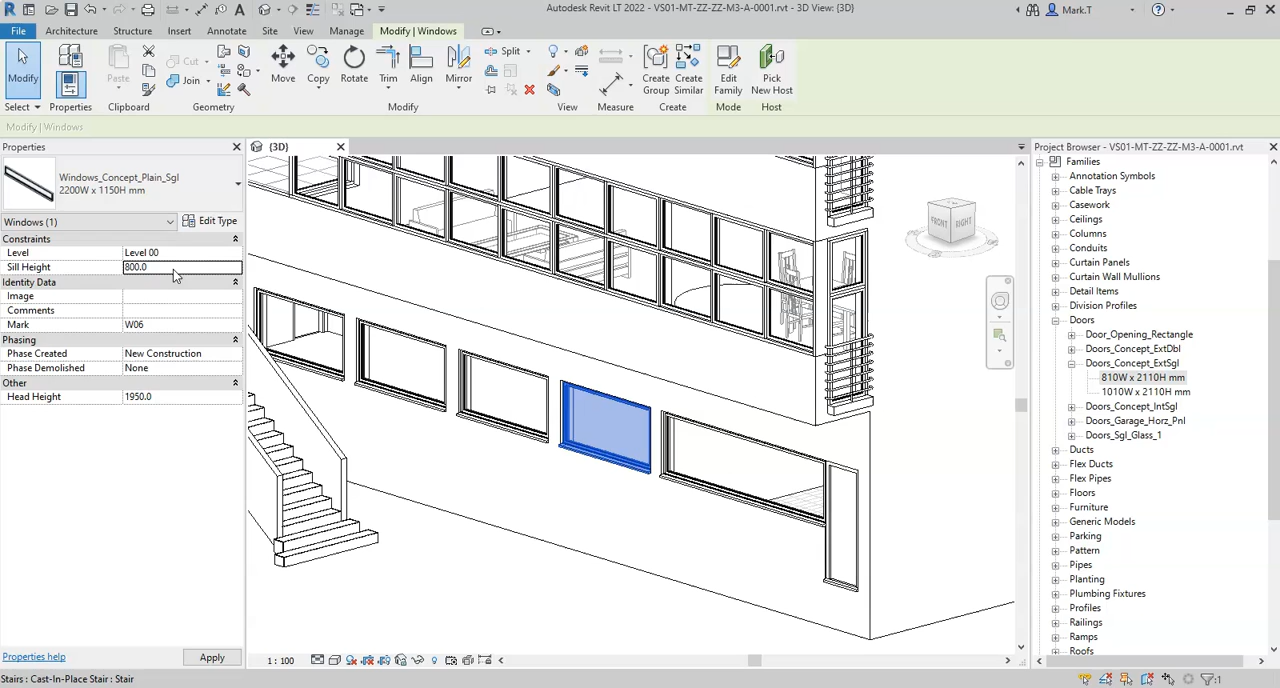 Autodesk Revit LT 2022 - VS01-MT-ZZ-ZZ-M3-A-0001.rvt - 3D View: {3D}
Mark.T
File Architecture Structure Insert Annotate Site View Manage Modify | Windows
Modify Paste Cut Join Move Copy Rotate Trim Align Mirror Split Create Group Create Similar Edit Family Pick New Host
Select Properties Clipboard Geometry Modify View Measure Create Mode Host
Modify | Windows
Properties
{3D}
Project Browser - VS01-MT-ZZ-ZZ-M3-A-0001.rvt
Windows_Concept_Plain_Sgl
2200W x 1150H mm
Windows (1) Edit Type
Constraints
Level Level 00
Sill Height 800.0
Identity Data
Image
Comments
Mark W06
Phasing
Phase Created New Construction
Phase Demolished None
Other
Head Height 1950.0
Properties help Apply
FRONT RIGHT
1 : 100
Families
Annotation Symbols
Cable Trays
Casework
Ceilings
Columns
Conduits
Curtain Panels
Curtain Wall Mullions
Detail Items
Division Profiles
Doors
Door_Opening_Rectangle
Doors_Concept_ExtDbl
Doors_Concept_ExtSgl
810W x 2110H mm
1010W x 2110H mm
Doors_Concept_IntSgl
Doors_Garage_Horz_Pnl
Doors_Sgl_Glass_1
Ducts
Flex Ducts
Flex Pipes
Floors
Furniture
Generic Models
Parking
Pattern
Pipes
Planting
Plumbing Fixtures
Profiles
Railings
Ramps
Roofs
Stairs : Cast-In-Place Stair : Stair
:1